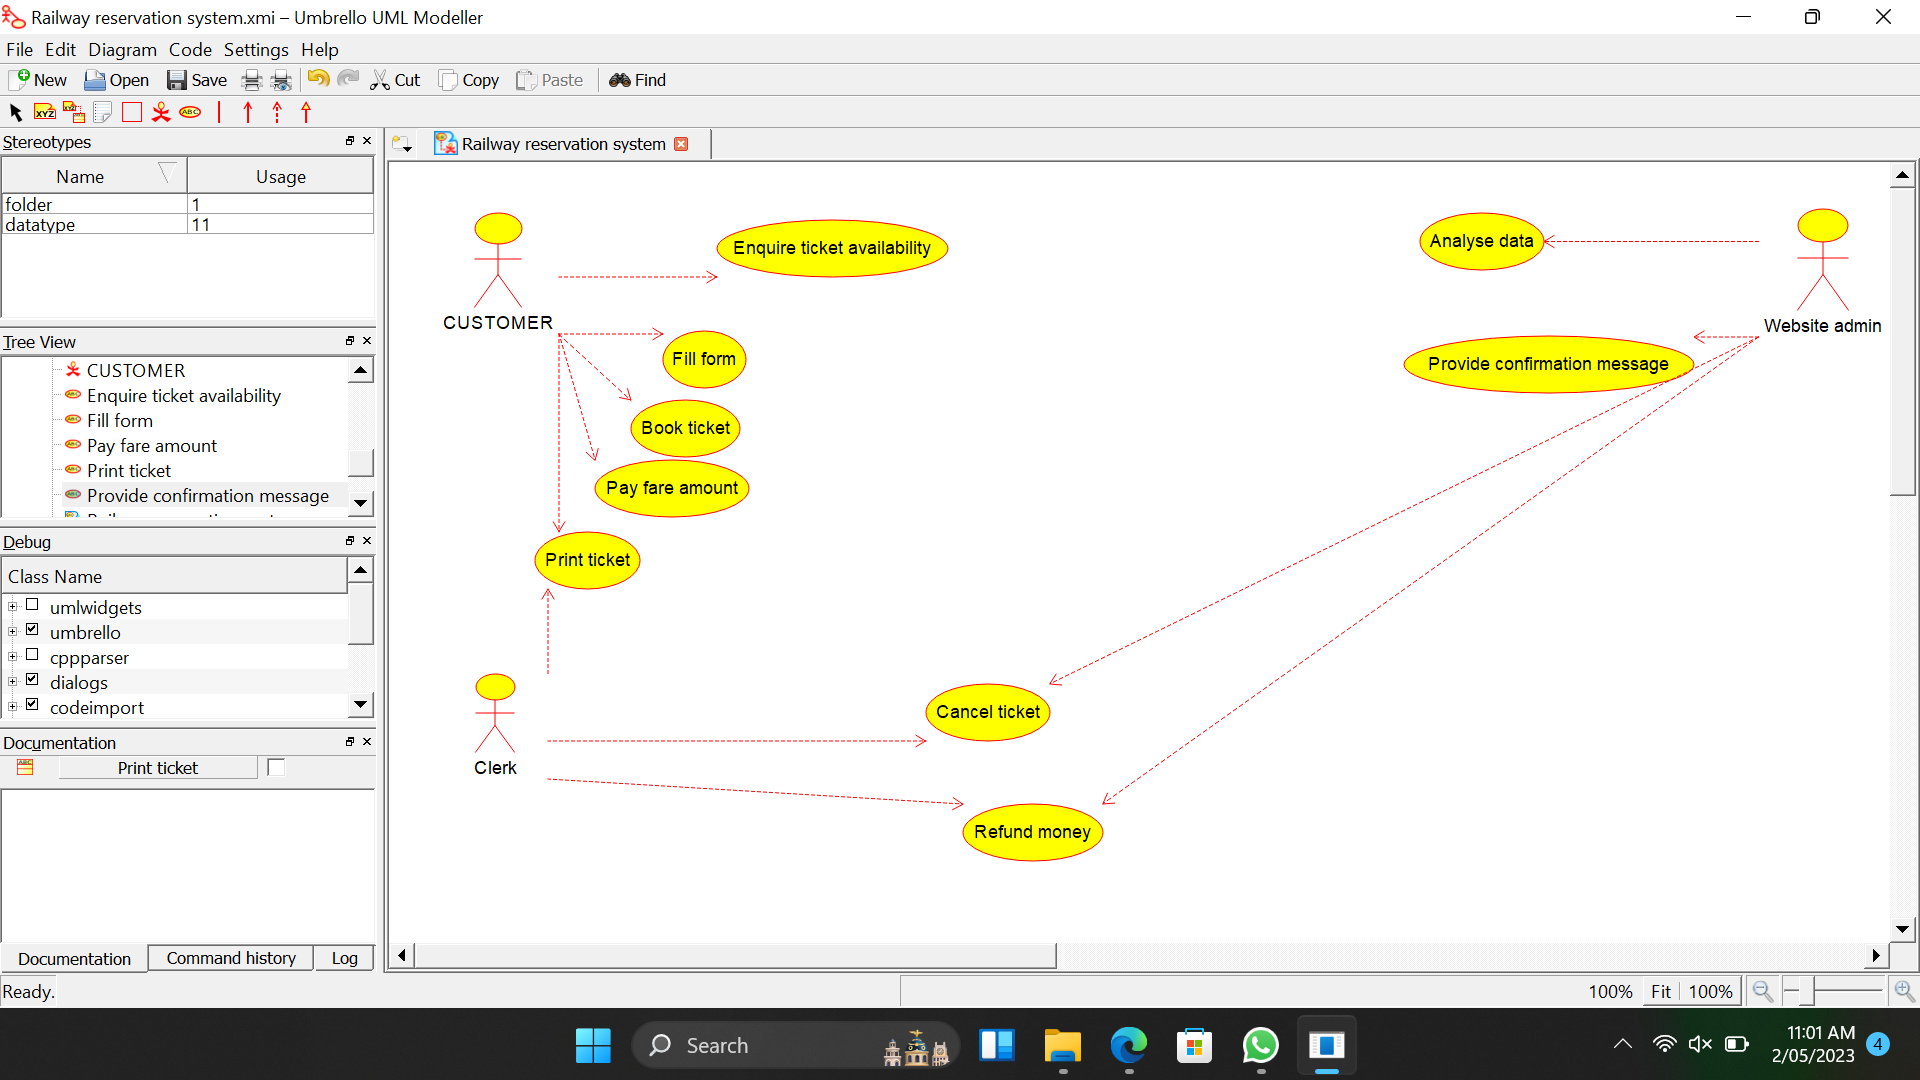 Railway reservation system.xmi – Umbrello UML Modeller
File Edit Diagram Code Settings Help
New Open Save Cut Copy Paste Find
XYZ XYZ ABC
Stereotypes
Name Usage
folder 1
datatype 11
Tree View
CUSTOMER
Enquire ticket availability
Fill form
Pay fare amount
Print ticket
Provide confirmation message
Debug
Class Name
umlwidgets
umbrello
cppparser
dialogs
codeimport
Documentation
ABC Print ticket
Documentation Command history Log
Railway reservation system
Enquire ticket availability
Analyse data
CUSTOMER
Website admin
Fill form
Provide confirmation message
Book ticket
Pay fare amount
Print ticket
Cancel ticket
Clerk
Refund money
Ready.
100% Fit 100%
Search
11:01 AM
2/05/2023
4